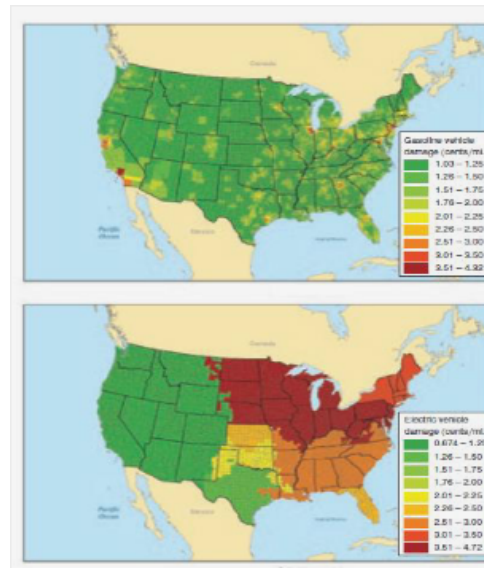 Canada
Gasoline vehicle
damage (cents/mi
1.03 – 1.25
1.26 – 1.50
1.51 – 1.75
1.76 – 2.00
2.01 – 2.25
2.26 – 2.50
2.51 – 3.00
3.01 – 3.50
3.51 – 4.92
Pacific
Ocean
Mexico
Canada
Electric vehicle
damage (cents/mi
0.674 – 1.25
1.26 – 1.50
1.51 – 1.75
1.76 – 2.00
2.01 – 2.25
2.26 – 2.50
2.51 – 3.00
3.01 – 3.50
3.51 – 4.72
Pacific
Ocean
Mexico